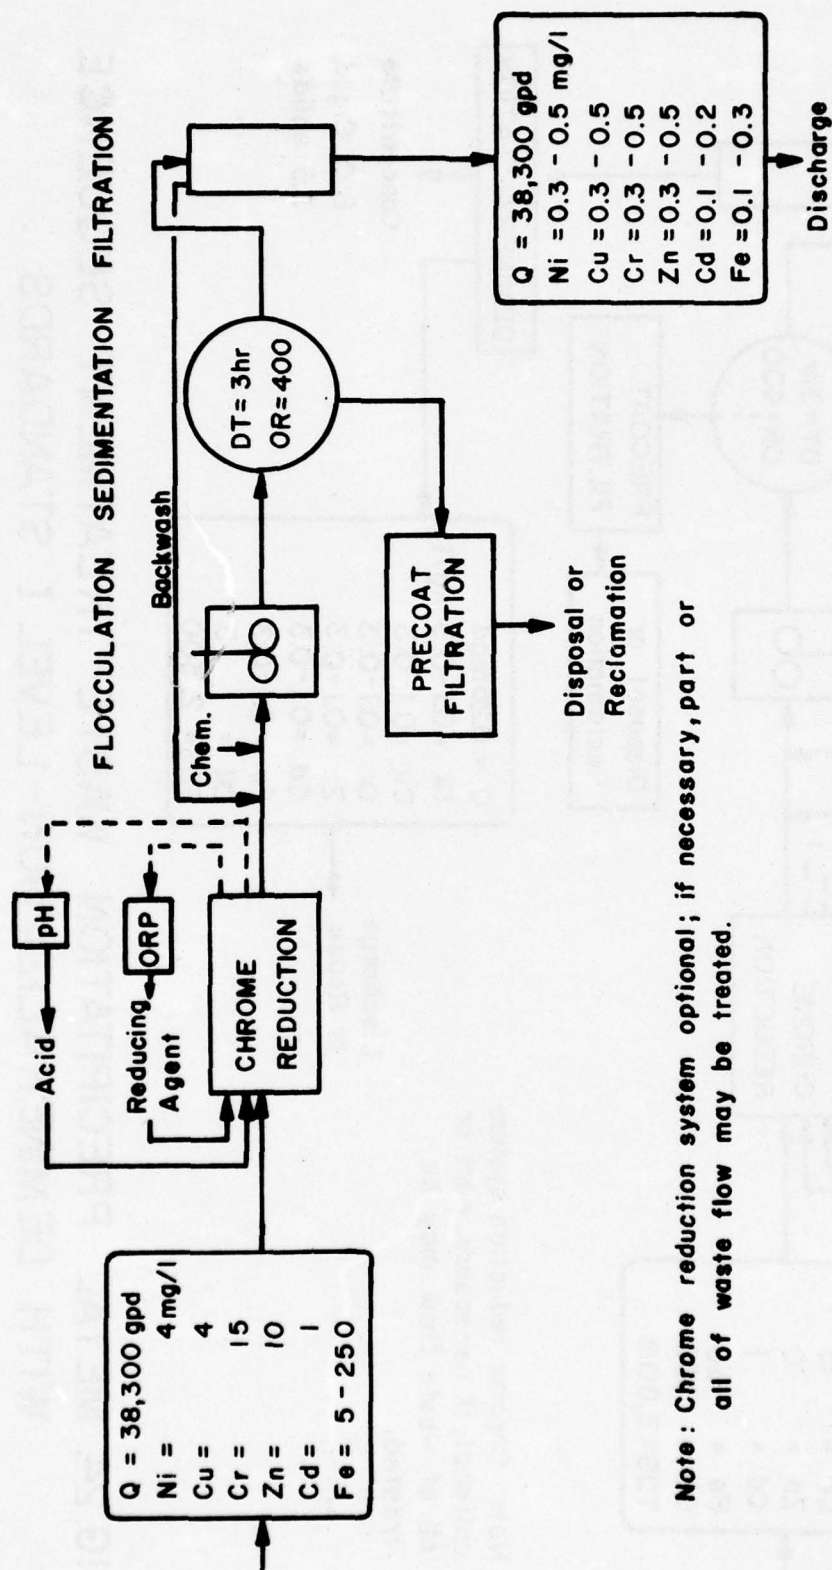 FLOCCULATION SEDIMENTATION FILTRATION
Acid
pH
Reducing
Agent
ORP
Backwash
Chem.
Q = 38,300 gpd
Ni = 4 mg/l
Cu = 4
Cr = 15
Zn = 10
Cd = 1
Fe = 5 - 250
CHROME
REDUCTION
DT = 3hr
OR = 400
PRECOAT
FILTRATION
Disposal or
Reclamation
Q = 38,300 gpd
Ni = 0.3 - 0.5 mg/l
Cu = 0.3 - 0.5
Cr = 0.3 - 0.5
Zn = 0.3 - 0.5
Cd = 0.1 - 0.2
Fe = 0.1 - 0.3
Discharge
Note: Chrome reduction system optional; if necessary, part or
all of waste flow may be treated.